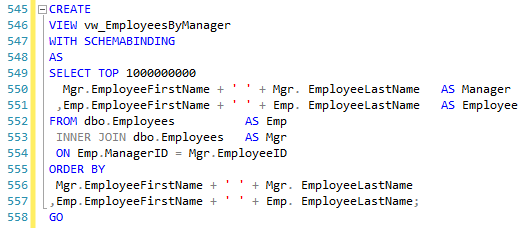 545 CREATE
546 VIEW vw_EmployeesByManager
547 WITH SCHEMABINDING
548 AS
549 SELECT TOP 1000000000
550 Mgr.EmployeeFirstName + ' ' + Mgr. EmployeeLastName AS Manager
551 ,Emp.EmployeeFirstName + ' ' + Emp. EmployeeLastName AS Employee
552 FROM dbo.Employees AS Emp
553 INNER JOIN dbo.Employees AS Mgr
554 ON Emp.ManagerID = Mgr.EmployeeID
555 ORDER BY
556 Mgr.EmployeeFirstName + ' ' + Mgr. EmployeeLastName
557 ,Emp.EmployeeFirstName + ' ' + Emp. EmployeeLastName;
558 GO